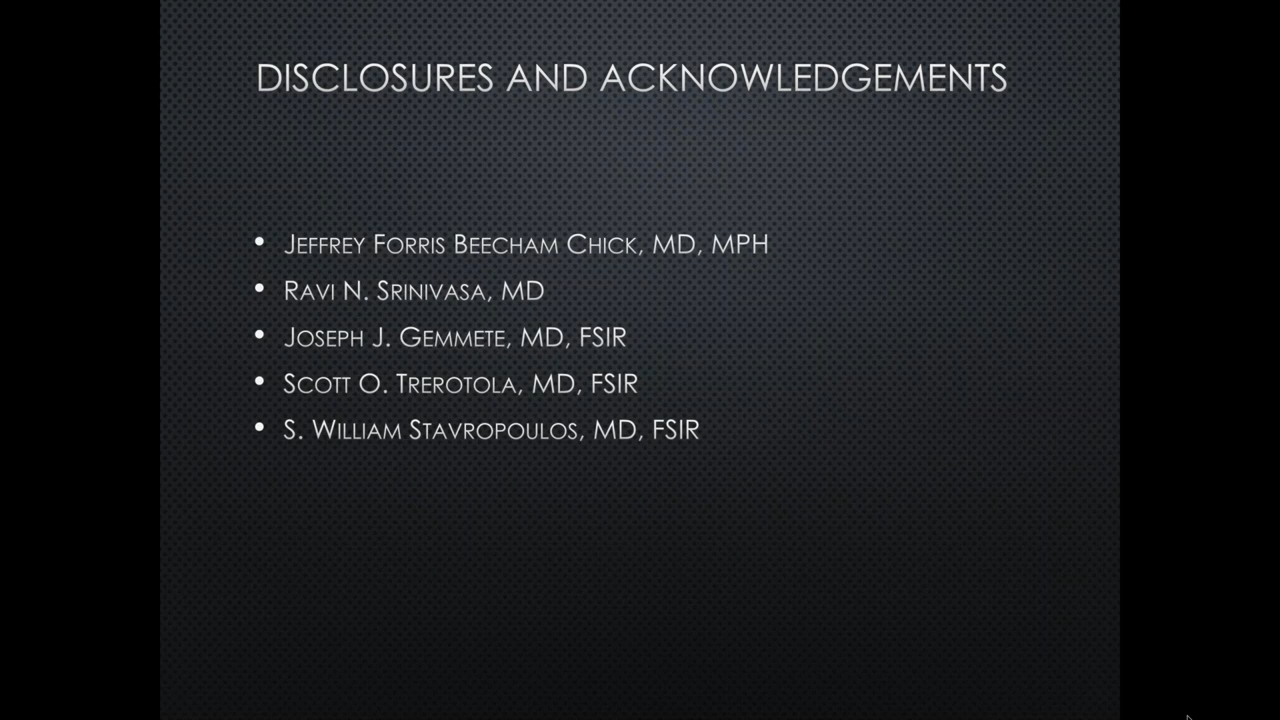 DISCLOSURES AND ACKNOWLEDGEMENTS
• JEFFREY FORRIS BEECHAM CHICK, MD, MPH
• RAVI N. SRINIVASA, MD
• JOSEPH J. GEMMETE, MD, FSIR
• SCOTT O. TREROTOLA, MD, FSIR
• S. WILLIAM STAVROPOULOS, MD, FSIR